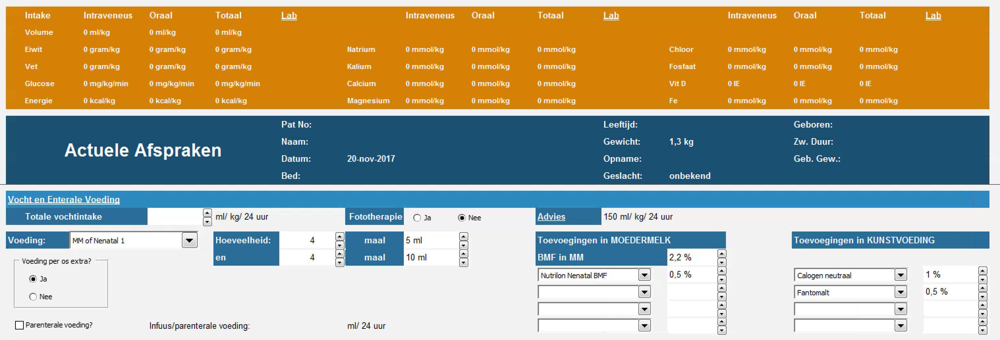 Intake Intraveneus Oraal Totaal Lab Intraveneus Oraal Totaal Lab Intraveneus Oraal Totaal Lab
Volume 0 ml/kg 0 ml/kg 0 ml/kg
Eiwit 0 gram/kg 0 gram/kg 0 gram/kg Natrium 0 mmol/kg 0 mmol/kg 0 mmol/kg Chloor 0 mmol/kg 0 mmol/kg 0 mmol/kg
Vet 0 gram/kg 0 gram/kg 0 gram/kg Kalium 0 mmol/kg 0 mmol/kg 0 mmol/kg Fosfaat 0 mmol/kg 0 mmol/kg 0 mmol/kg
Glucose 0 mg/kg/min 0 mg/kg/min 0 mg/kg/min Calcium 0 mmol/kg 0 mmol/kg 0 mmol/kg Vit D 0 IE 0 IE 0 IE
Energie 0 kcal/kg 0 kcal/kg 0 kcal/kg Magnesium 0 mmol/kg 0 mmol/kg 0 mmol/kg Fe 0 mmol/kg 0 mmol/kg 0 mmol/kg
Actuele Afspraken
Pat No: Leeftijd: Geboren:
Naam: Gewicht: 1,3 kg Zw. Duur:
Datum: 20-nov-2017 Opname: Geb. Gew.:
Bed: Geslacht: onbekend
Vocht en Enterale Voeding
Totale vochtintake ml/ kg/ 24 uur Fototherapie Ja Nee Advies 150 ml/ kg/ 24 uur
Voeding: MM of Nenatal 1 Hoeveelheid: 4 maal 5 ml Toevoegingen in MOEDERMELK Toevoegingen in KUNSTVOEDING
en 4 maal 10 ml BMF in MM 2,2 %
Voeding per os extra?
Nutrilon Nenatal BMF 0,5 % Calogen neutraal 1 %
Ja
Fantomalt 0,5 %
Nee
Parenterale voeding? Infuus/parenterale voeding: ml/ 24 uur